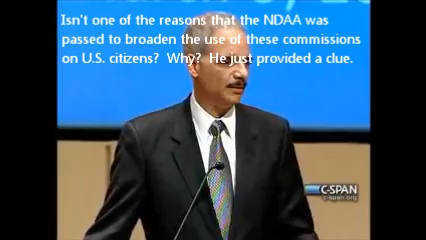 Isn't one of the reasons that the NDAA was
passed to broaden the use of these commissions
on U.S. citizens?  Why?  He just provided a clue.
C-SPAN
c-span.org